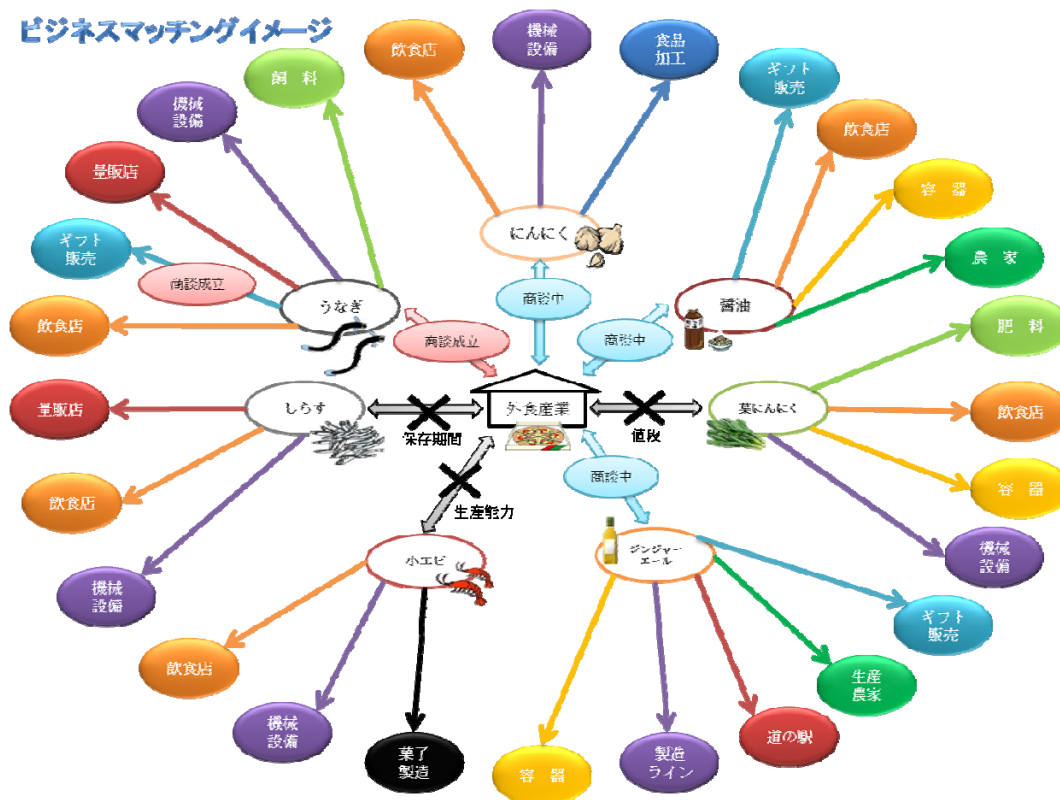 ビジネスマッチングイメージ
飲食店
機械
設備
食品
加工
ギフト
販売
飲食店
容 器
農 家
飼 料
機械
設備
量販店
ギフト
販売
商談成立
飲食店
にんにく
うなぎ
醤油
商談中
商談成立
商談中
肥 料
飲食店
容 器
機械
設備
葉にんにく
しらす
外食産業
保存期間
値段
量販店
飲食店
機械
設備
生産能力
商談中
小エビ
ジンジャー
エール
飲食店
機械
設備
菓子
製造
容 器
製造
ライン
道の駅
生産
農家
ギフト
販売